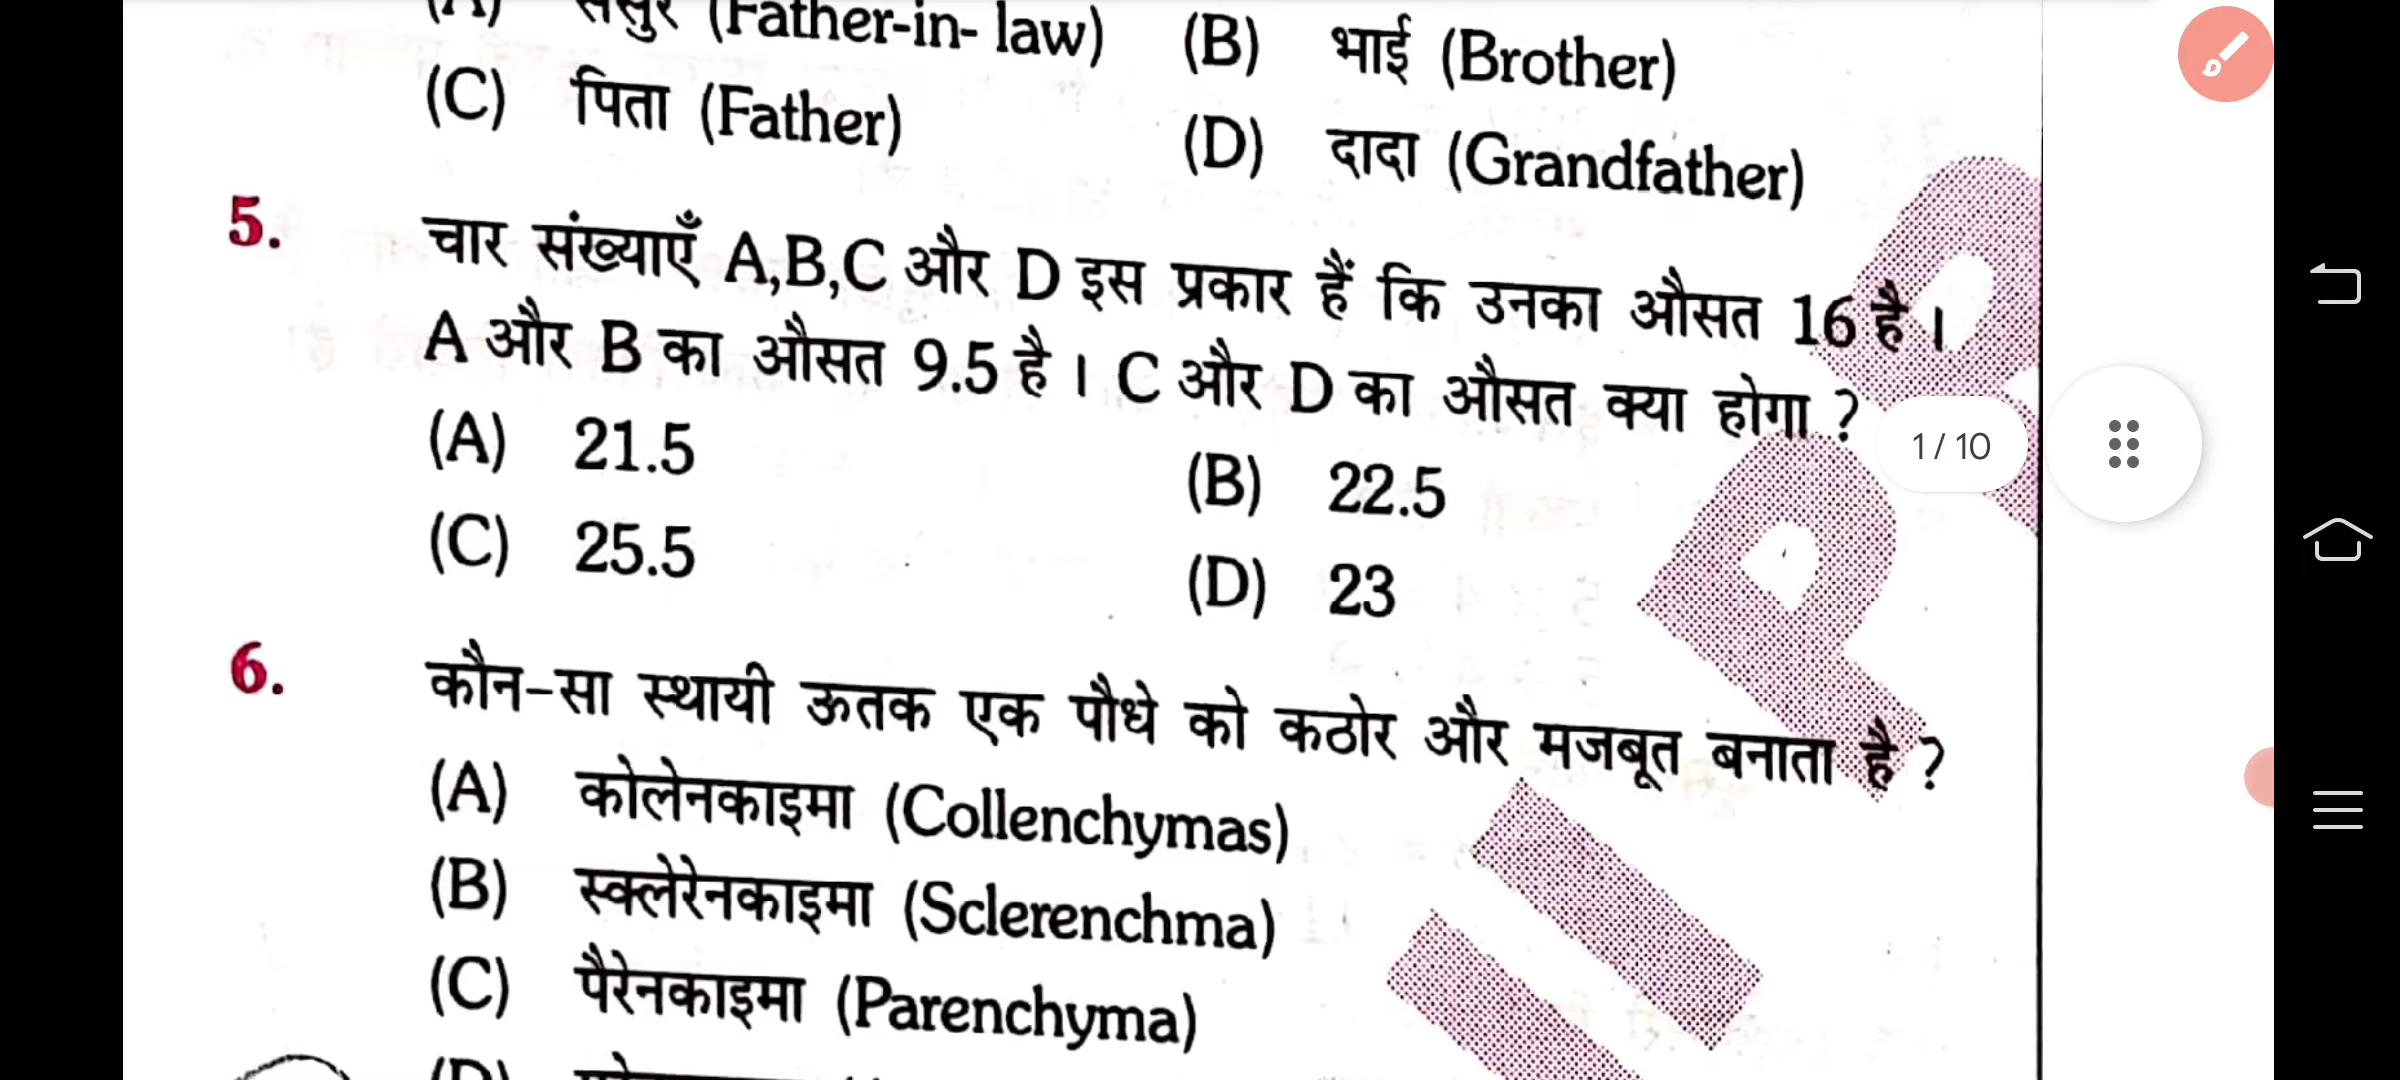 (A) ससुर (Father-in- law) (B) भाई (Brother)
(C) पिता (Father) (D) दादा (Grandfather)
5. चार संख्याएँ A,B,C और D इस प्रकार हैं कि उनका औसत 16 है।
A और B का औसत 9.5 है। C और D का औसत क्या होगा ?
(A) 21.5 (B) 22.5
(C) 25.5 (D) 23
1 / 10
6. कौन-सा स्थायी ऊतक एक पौधे को कठोर और मजबूत बनाता है ?
(A) कोलेनकाइमा (Collenchymas)
(B) स्क्लेरेनकाइमा (Sclerenchma)
(C) पैरेनकाइमा (Parenchyma)
(D)